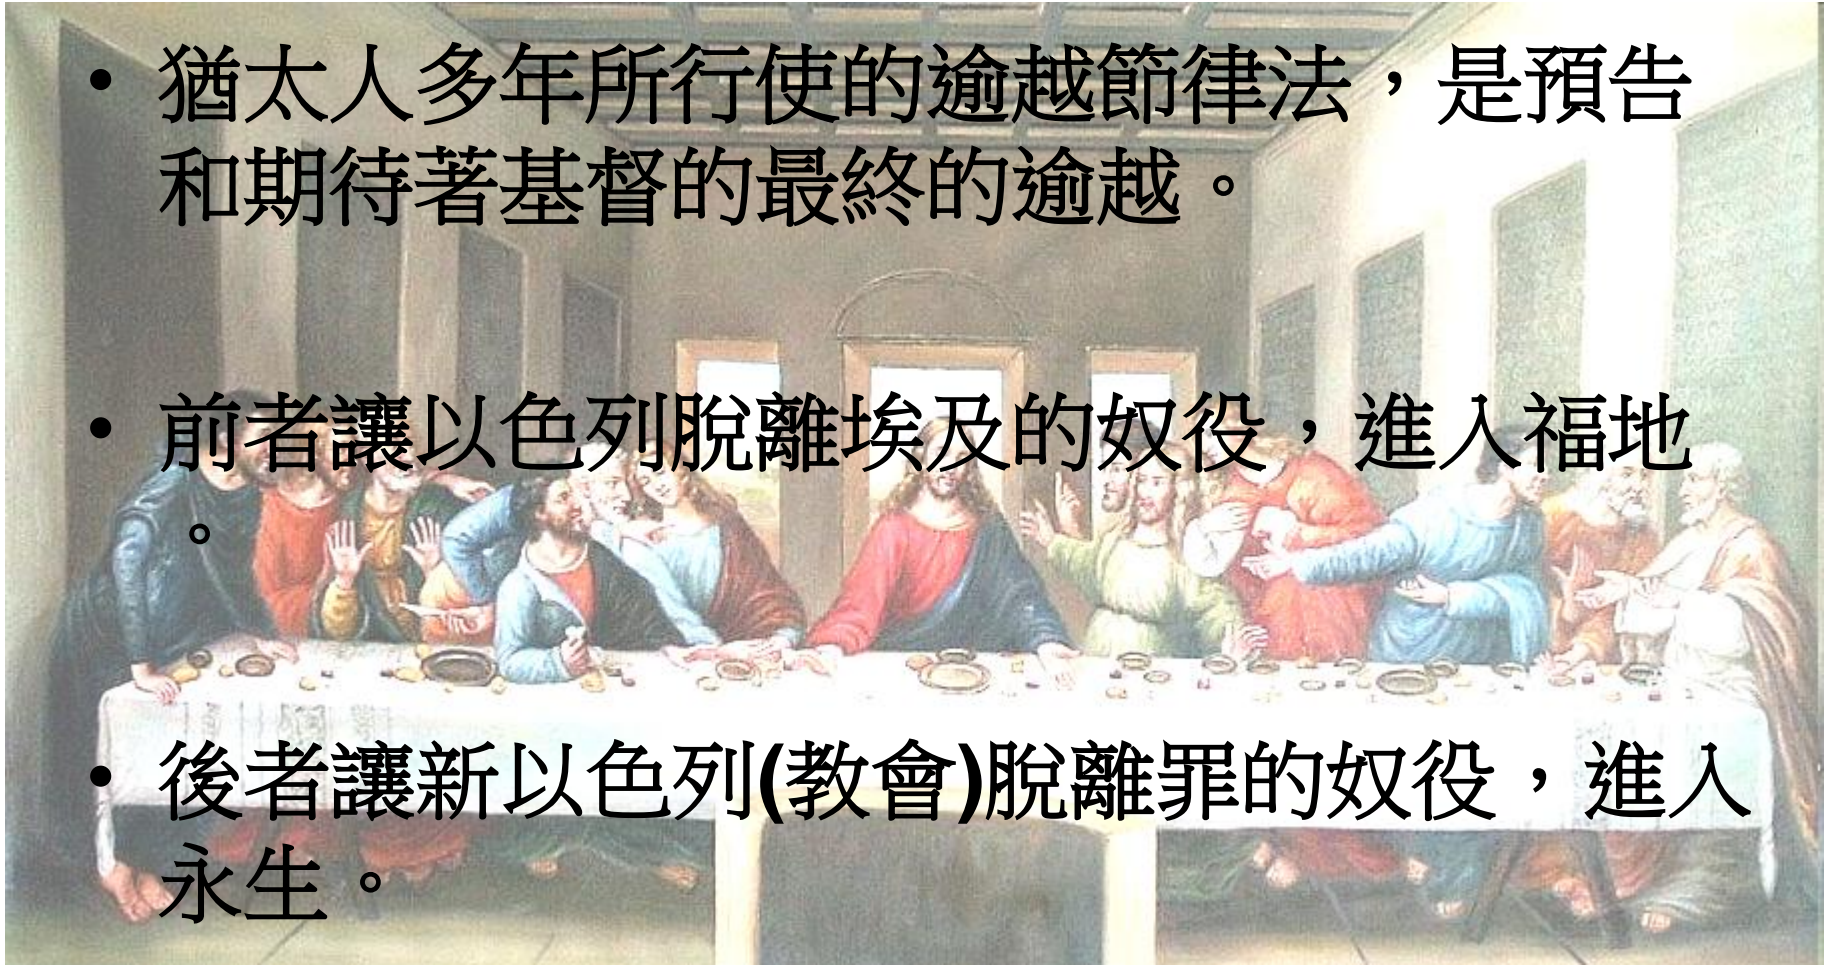 • 猶太人多年所行使的逾越節律法，是預告
和期待著基督的最終的逾越。
• 前者讓以色列脫離埃及的奴役，進入福地
。
• 後者讓新以色列(教會)脫離罪的奴役，進入
永生。